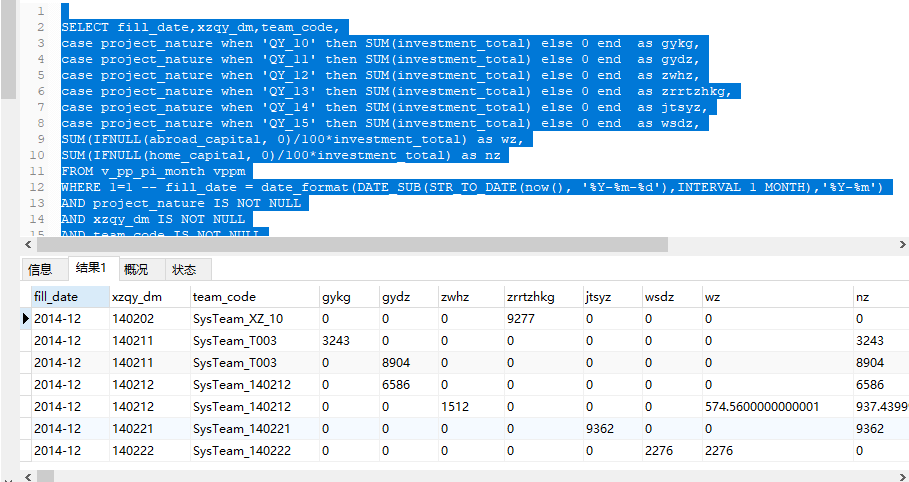 1
2 SELECT fill_date,xzqy_dm,team_code,
3 case project_nature when 'QY_10' then SUM(investment_total) else 0 end  as gykg,
4 case project_nature when 'QY_11' then SUM(investment_total) else 0 end  as gydz,
5 case project_nature when 'QY_12' then SUM(investment_total) else 0 end  as zwhz,
6 case project_nature when 'QY_13' then SUM(investment_total) else 0 end  as zrrtzhkg,
7 case project_nature when 'QY_14' then SUM(investment_total) else 0 end  as jtsyz,
8 case project_nature when 'QY_15' then SUM(investment_total) else 0 end  as wsdz,
9 SUM(IFNULL(abroad_capital, 0)/100*investment_total) as wz,
10 SUM(IFNULL(home_capital, 0)/100*investment_total) as nz
11 FROM v_pp_pi_month vppm
12 WHERE 1=1 -- fill_date = date_format(DATE_SUB(STR_TO_DATE(now(), '%Y-%m-%d'),INTERVAL 1 MONTH),'%Y-%m')
13 AND project_nature IS NOT NULL
14 AND xzqy_dm IS NOT NULL
15 AND team_code IS NOT NULL
信息 结果1 概况 状态
fill_date xzqy_dm team_code gykg gydz zwhz zrrtzhkg jtsyz wsdz wz nz
2014-12 140202 SysTeam_XZ_10 0 0 0 9277 0 0 0 0
2014-12 140211 SysTeam_T003 3243 0 0 0 0 0 0 3243
2014-12 140211 SysTeam_T003 0 8904 0 0 0 0 0 8904
2014-12 140212 SysTeam_140212 0 6586 0 0 0 0 0 6586
2014-12 140212 SysTeam_140212 0 0 1512 0 0 0 574.5600000000001 937.4399
2014-12 140221 SysTeam_140221 0 0 0 0 9362 0 0 9362
2014-12 140222 SysTeam_140222 0 0 0 0 0 2276 2276 0